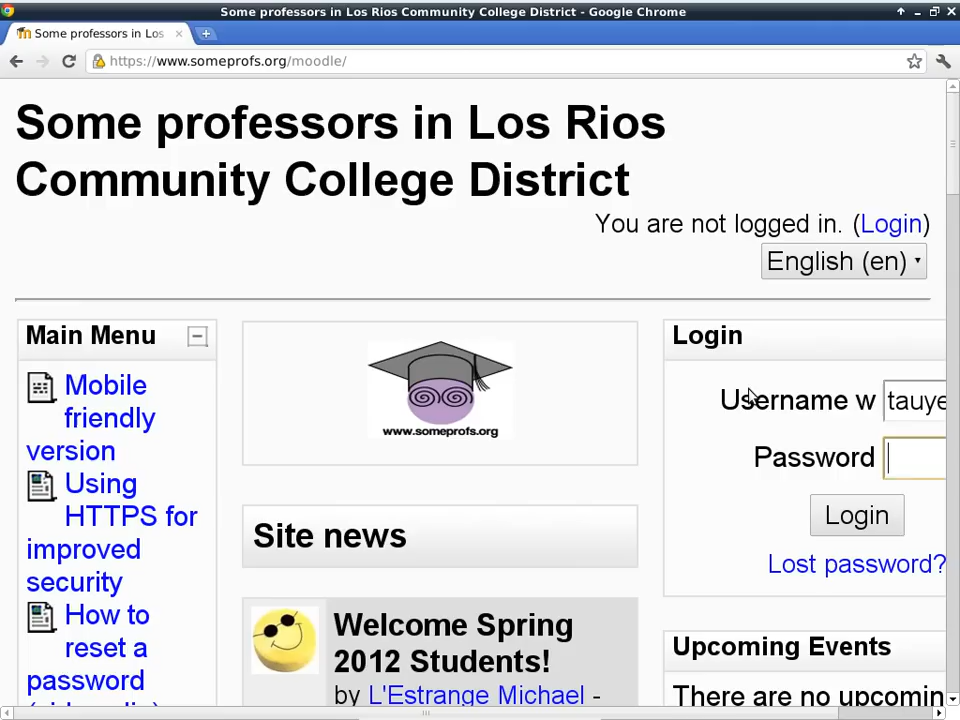 Some professors in Los Rios Community College District - Google Chrome
Some professors in Los
https://www.someprofs.org/moodle/
Some professors in Los Rios
Community College District
You are not logged in. (Login)
English (en)
Main Menu
Mobile
friendly
version
Using
HTTPS for
improved
security
How to
reset a
password
www.someprofs.org
Site news
Welcome Spring
2012 Students!
by L'Estrange Michael -
Login
Username w tauye
Password
Login
Lost password?
Upcoming Events
There are no upcomin